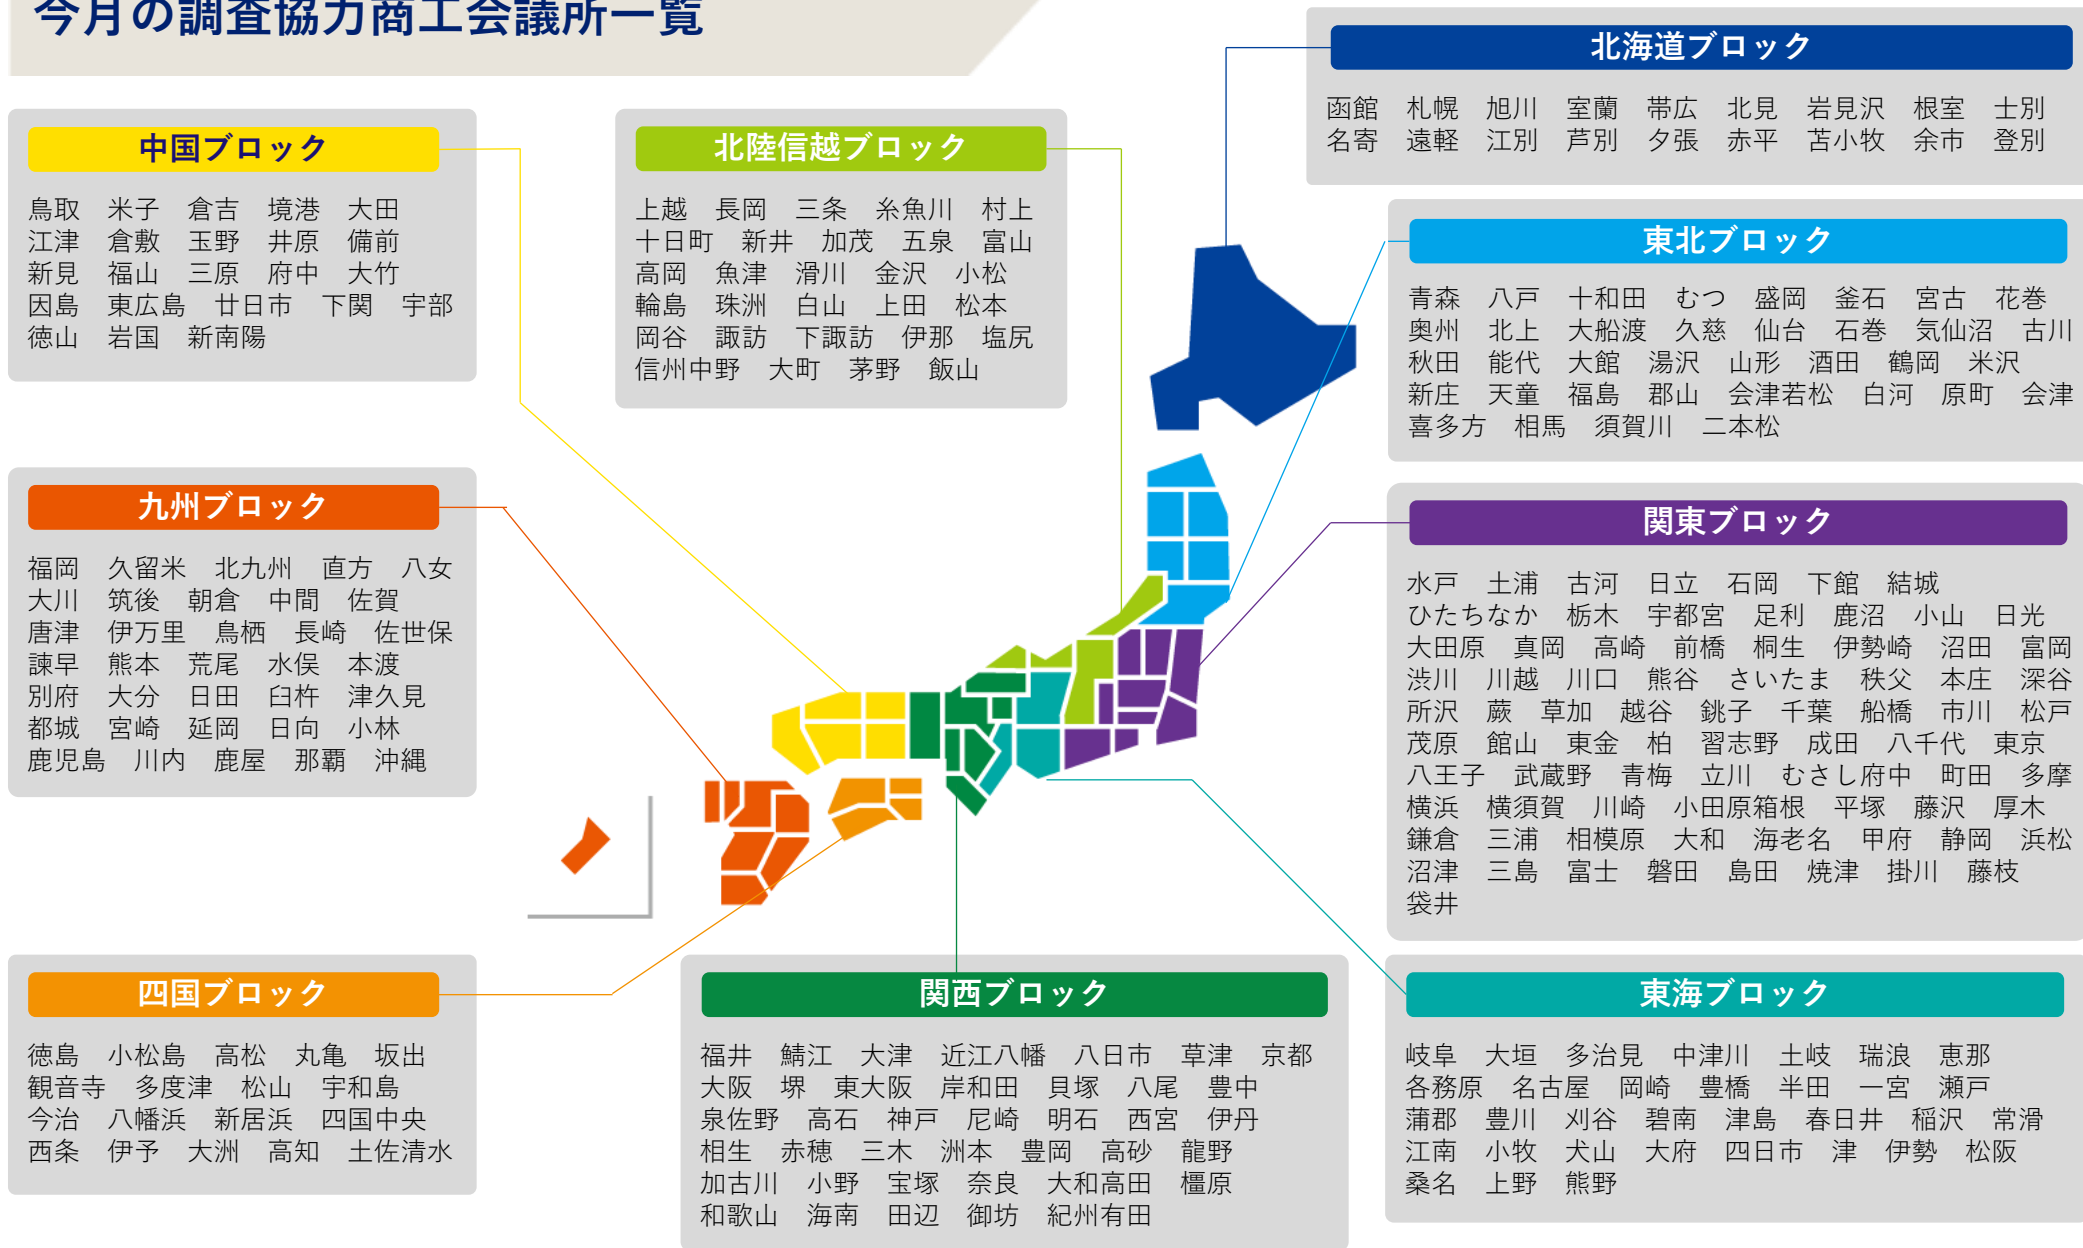 今月の調査協力商工会議所一覧
北海道ブロック
函館　札幌　旭川　室蘭　帯広　北見　岩見沢　根室　士別
名寄　遠軽　江別　芦別　夕張　赤平　苫小牧　余市　登別
中国ブロック
鳥取　米子　倉吉　境港　大田
江津　倉敷　玉野　井原　備前
新見　福山　三原　府中　大竹
因島　東広島　廿日市　下関　宇部
徳山　岩国　新南陽
北陸信越ブロック
上越　長岡　三条　糸魚川　村上
十日町　新井　加茂　五泉　富山
高岡　魚津　滑川　金沢　小松
輪島　珠洲　白山　上田　松本
岡谷　諏訪　下諏訪　伊那　塩尻
信州中野　大町　茅野　飯山
東北ブロック
青森　八戸　十和田　むつ　盛岡　釜石　宮古　花巻
奥州　北上　大船渡　久慈　仙台　石巻　気仙沼　古川
秋田　能代　大館　湯沢　山形　酒田　鶴岡　米沢
新庄　天童　福島　郡山　会津若松　白河　原町　会津
喜多方　相馬　須賀川　二本松
九州ブロック
福岡　久留米　北九州　直方　八女
大川　筑後　朝倉　中間　佐賀
唐津　伊万里　鳥栖　長崎　佐世保
諫早　熊本　荒尾　水俣　本渡
別府　大分　日田　臼杵　津久見
都城　宮崎　延岡　日向　小林
鹿児島　川内　鹿屋　那覇　沖縄
関東ブロック
水戸　土浦　古河　日立　石岡　下館　結城
ひたちなか　栃木　宇都宮　足利　鹿沼　小山　日光
大田原　真岡　高崎　前橋　桐生　伊勢崎　沼田　富岡
渋川　川越　川口　熊谷　さいたま　秩父　本庄　深谷
所沢　蕨　草加　越谷　銚子　千葉　船橋　市川　松戸
茂原　館山　東金　柏　習志野　成田　八千代　東京
八王子　武蔵野　青梅　立川　むさし府中　町田　多摩
横浜　横須賀　川崎　小田原箱根　平塚　藤沢　厚木
鎌倉　三浦　相模原　大和　海老名　甲府　静岡　浜松
沼津　三島　富士　磐田　島田　焼津　掛川　藤枝
袋井
四国ブロック
徳島　小松島　高松　丸亀　坂出
観音寺　多度津　松山　宇和島
今治　八幡浜　新居浜　四国中央
西条　伊予　大洲　高知　土佐清水
関西ブロック
福井　鯖江　大津　近江八幡　八日市　草津　京都
大阪　堺　東大阪　岸和田　貝塚　八尾　豊中
泉佐野　高石　神戸　尼崎　明石　西宮　伊丹
相生　赤穂　三木　洲本　豊岡　高砂　龍野
加古川　小野　宝塚　奈良　大和高田　橿原
和歌山　海南　田辺　御坊　紀州有田
東海ブロック
岐阜　大垣　多治見　中津川　土岐　瑞浪　恵那
各務原　名古屋　岡崎　豊橋　半田　一宮　瀬戸
蒲郡　豊川　刈谷　碧南　津島　春日井　稲沢　常滑
江南　小牧　犬山　大府　四日市　津　伊勢　松阪
桑名　上野　熊野